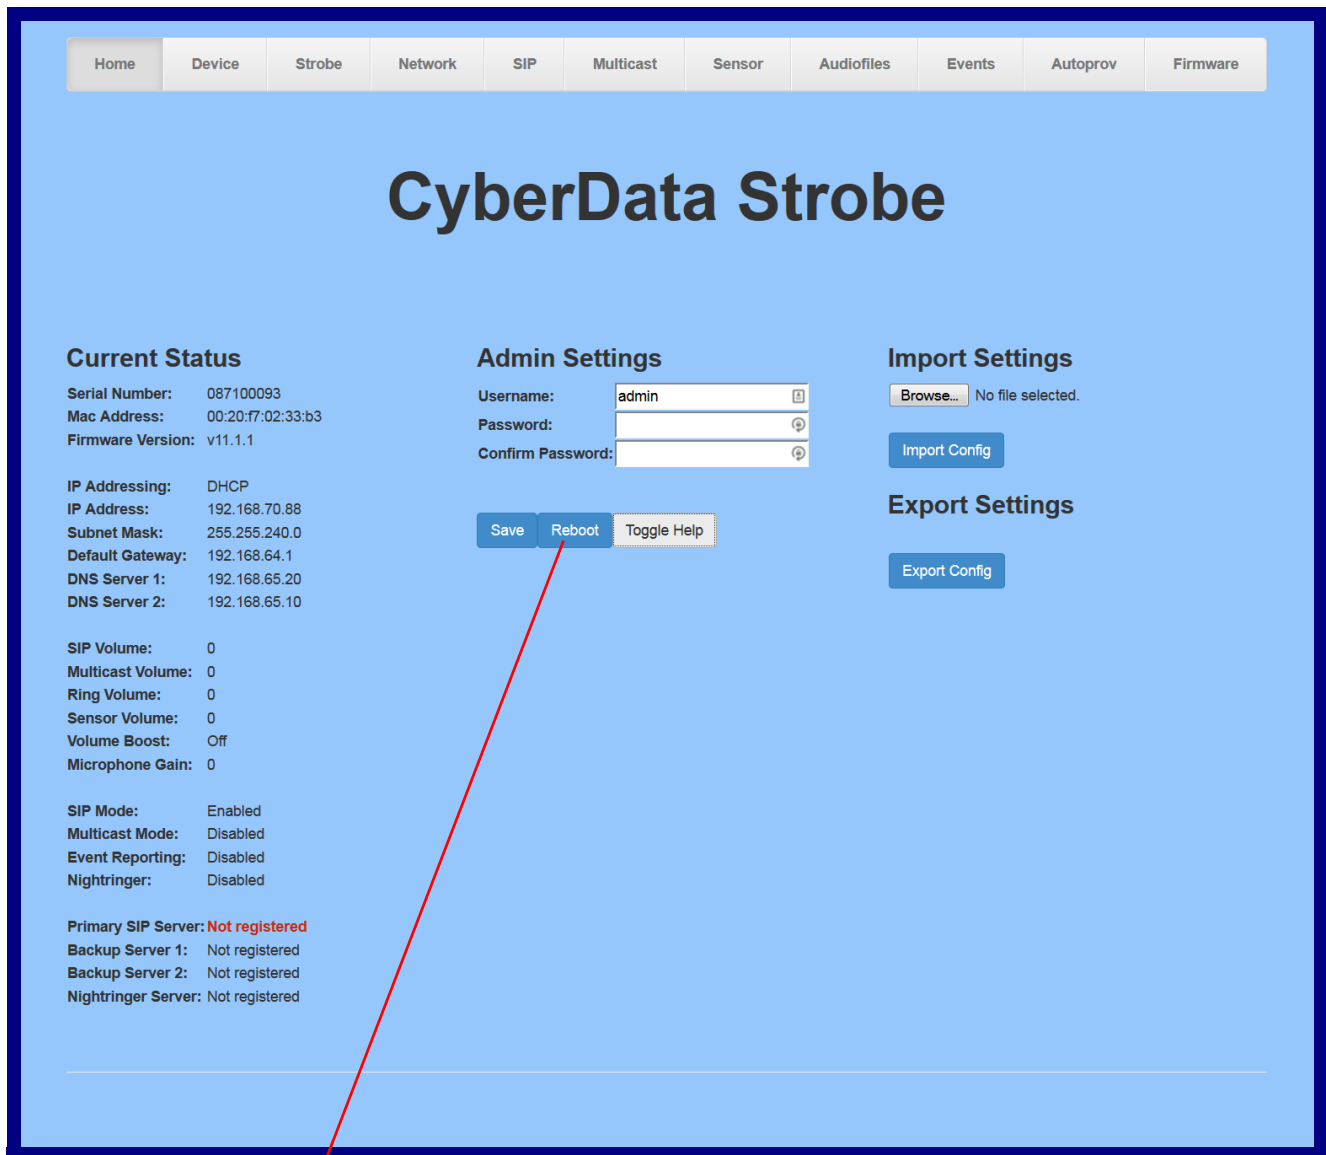 Home Device Strobe Network SIP Multicast Sensor Audiofiles Events Autoprov Firmware
CyberData Strobe
Current Status
Serial Number: 087100093
Mac Address: 00:20:f7:02:33:b3
Firmware Version: v11.1.1
IP Addressing: DHCP
IP Address: 192.168.70.88
Subnet Mask: 255.255.240.0
Default Gateway: 192.168.64.1
DNS Server 1: 192.168.65.20
DNS Server 2: 192.168.65.10
SIP Volume: 0
Multicast Volume: 0
Ring Volume: 0
Sensor Volume: 0
Volume Boost: Off
Microphone Gain: 0
SIP Mode: Enabled
Multicast Mode: Disabled
Event Reporting: Disabled
Nightringer: Disabled
Primary SIP Server: Not registered
Backup Server 1: Not registered
Backup Server 2: Not registered
Nightringer Server: Not registered
Admin Settings
Username: admin
Password:
Confirm Password:
Save Reboot Toggle Help
Import Settings
Browse... No file selected.
Import Config
Export Settings
Export Config